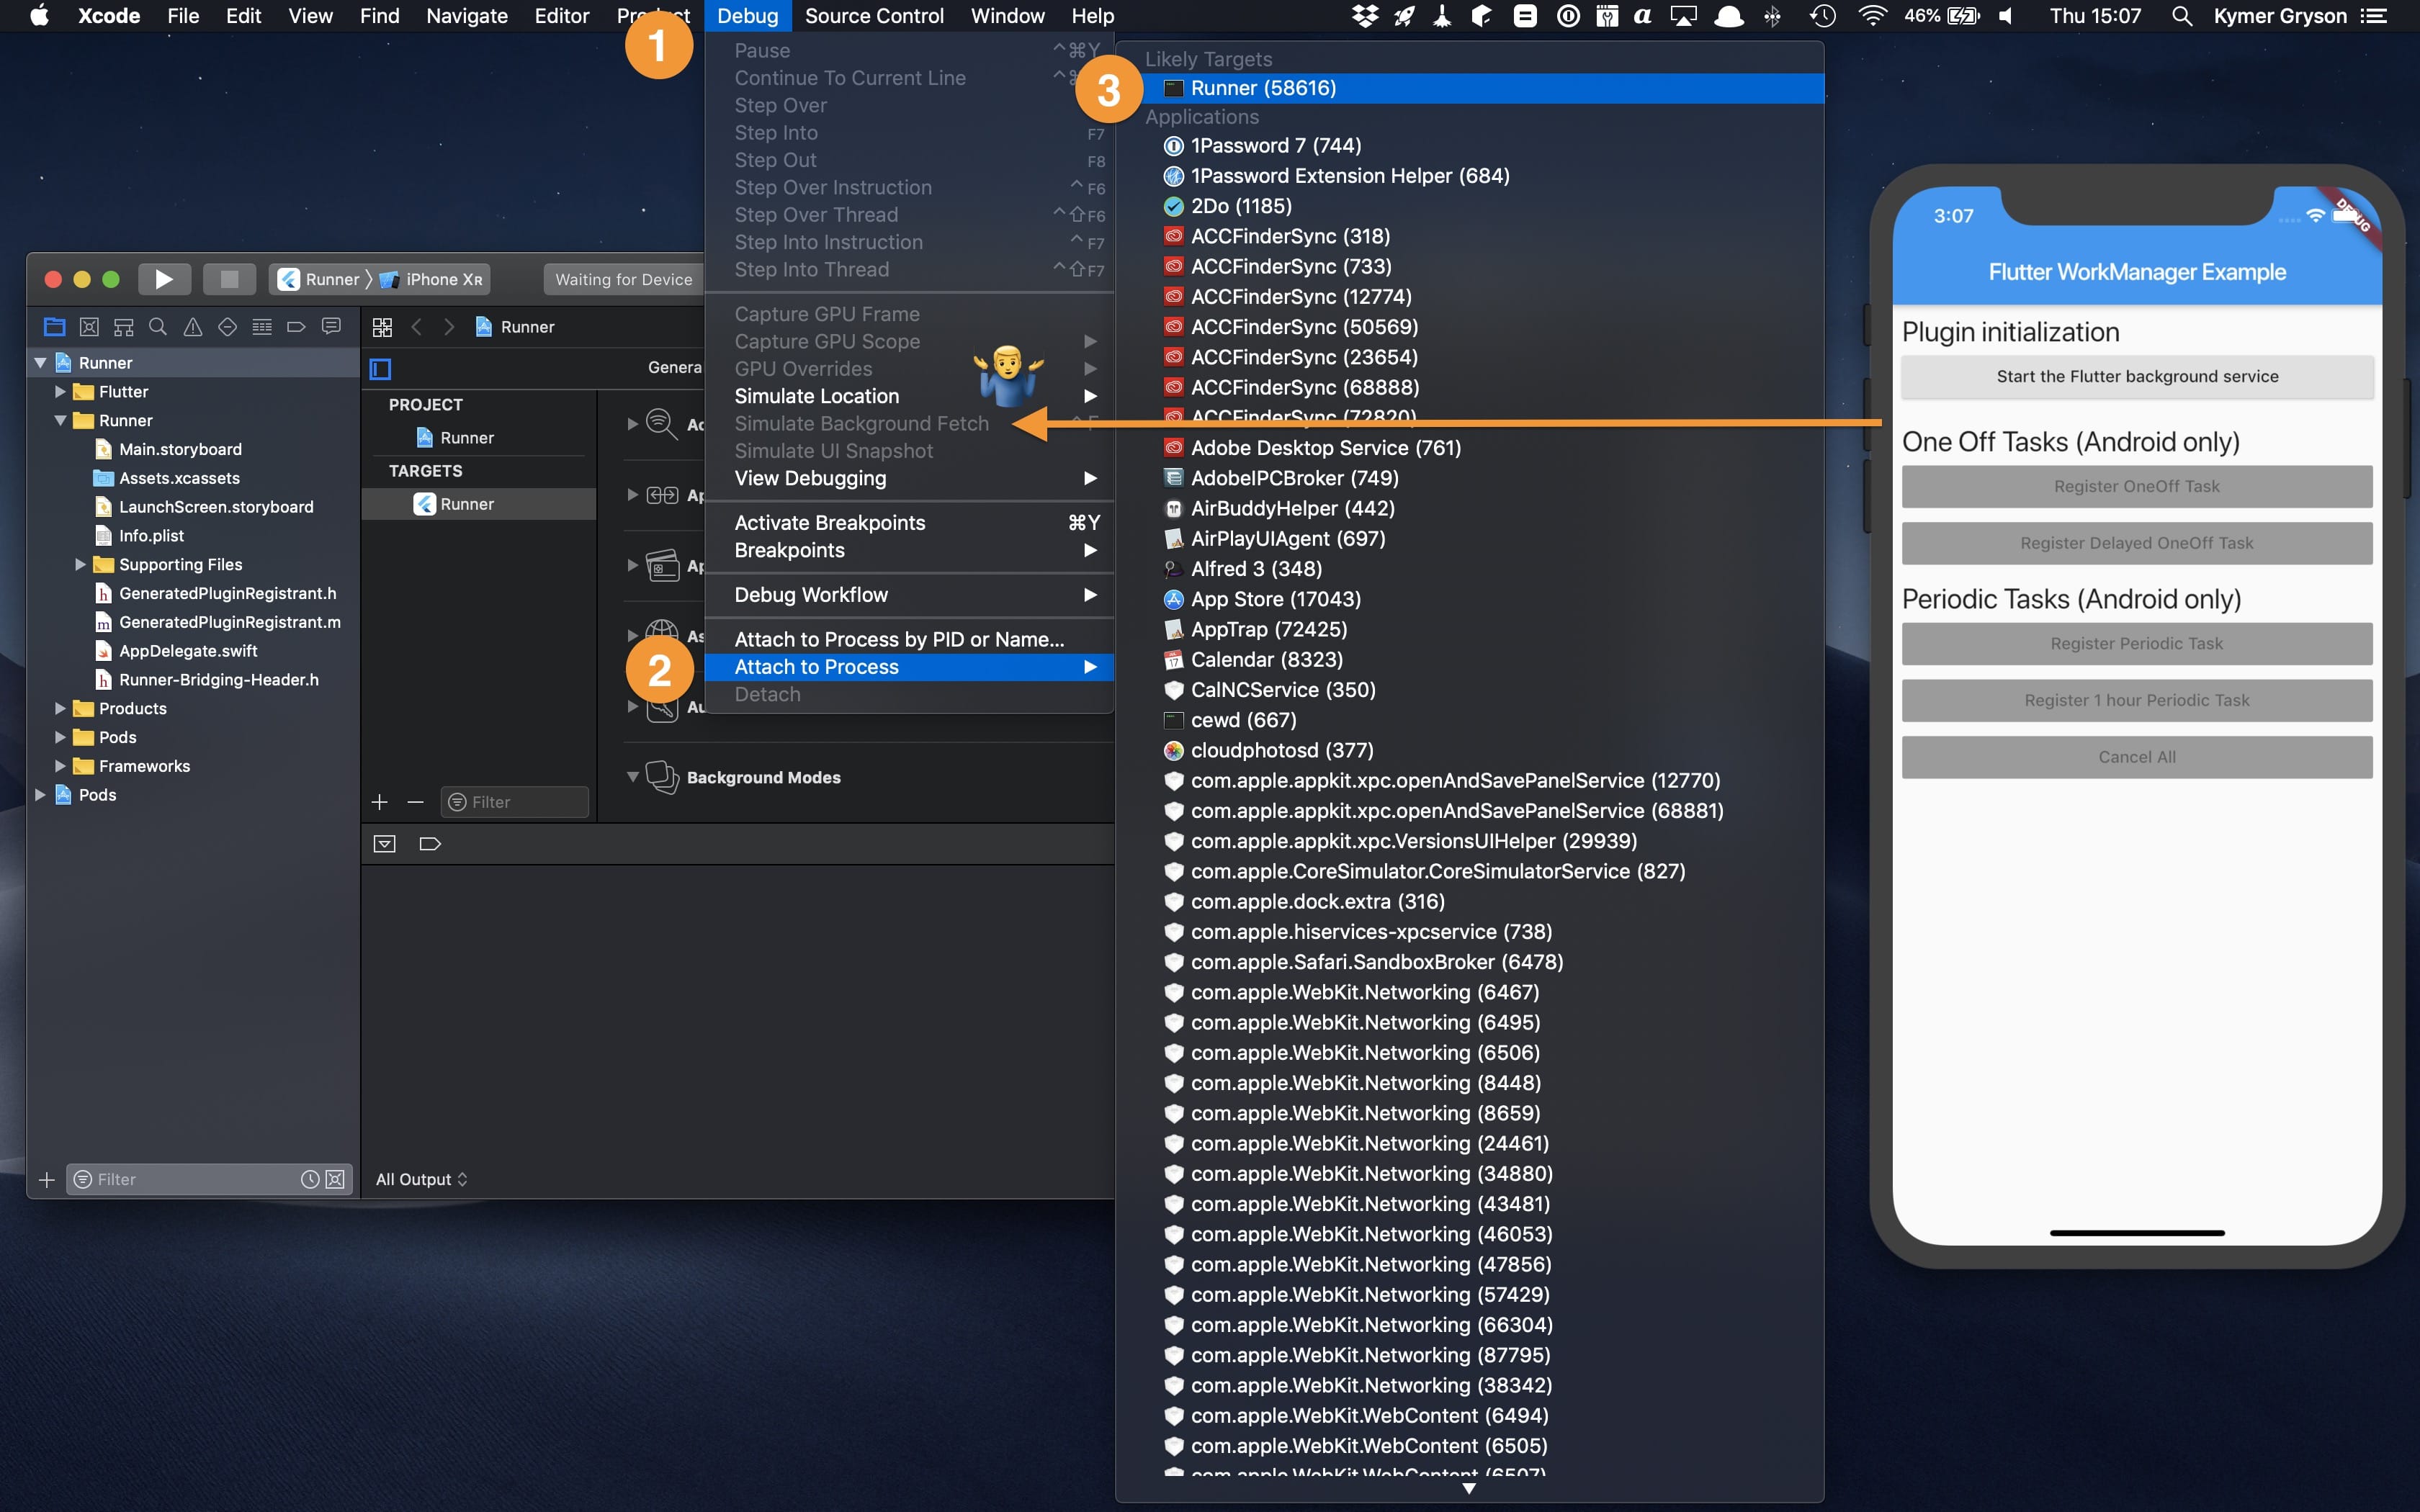 Xcode File Edit View Find Navigate Editor Product Debug Source Control Window Help
46% Thu 15:07 Kymer Gryson
1
Pause ^⌘Y
Continue To Current Line
Step Over
Step Into F7
Step Out F8
Step Over Instruction ^F6
Step Over Thread ^⇧F6
Step Into Instruction ^F7
Step Into Thread ^⇧F7
Capture GPU Frame
Capture GPU Scope
GPU Overrides
Simulate Location
Simulate Background Fetch
Simulate UI Snapshot
View Debugging
Activate Breakpoints ⌘Y
Breakpoints
Debug Workflow
Attach to Process by PID or Name...
2
Attach to Process
Detach
3
Likely Targets
Runner (58616)
Applications
1Password 7 (744)
1Password Extension Helper (684)
2Do (1185)
ACCFinderSync (318)
ACCFinderSync (733)
ACCFinderSync (12774)
ACCFinderSync (50569)
ACCFinderSync (23654)
ACCFinderSync (68888)
ACCFinderSync (72820)
Adobe Desktop Service (761)
AdobeIPCBroker (749)
AirBuddyHelper (442)
AirPlayUIAgent (697)
Alfred 3 (348)
App Store (17043)
AppTrap (72425)
Calendar (8323)
CalNCService (350)
cewd (667)
cloudphotosd (377)
com.apple.appkit.xpc.openAndSavePanelService (12770)
com.apple.appkit.xpc.openAndSavePanelService (68881)
com.apple.appkit.xpc.VersionsUIHelper (29939)
com.apple.CoreSimulator.CoreSimulatorService (827)
com.apple.dock.extra (316)
com.apple.hiservices-xpcservice (738)
com.apple.Safari.SandboxBroker (6478)
com.apple.WebKit.Networking (6467)
com.apple.WebKit.Networking (6495)
com.apple.WebKit.Networking (6506)
com.apple.WebKit.Networking (8448)
com.apple.WebKit.Networking (8659)
com.apple.WebKit.Networking (24461)
com.apple.WebKit.Networking (34880)
com.apple.WebKit.Networking (43481)
com.apple.WebKit.Networking (46053)
com.apple.WebKit.Networking (47856)
com.apple.WebKit.Networking (57429)
com.apple.WebKit.Networking (66304)
com.apple.WebKit.Networking (87795)
com.apple.WebKit.Networking (38342)
com.apple.WebKit.WebContent (6494)
com.apple.WebKit.WebContent (6505)
com.apple.WebKit.WebContent (6507)
Runner iPhone XR
Waiting for Device
Runner
Runner
Flutter
Runner
Main.storyboard
Assets.xcassets
LaunchScreen.storyboard
Info.plist
Supporting Files
GeneratedPluginRegistrant.h
GeneratedPluginRegistrant.m
AppDelegate.swift
Runner-Bridging-Header.h
Products
Pods
Frameworks
Pods
Filter
Genera
PROJECT
Runner
TARGETS
Runner
Filter
Ac
Ap
Ap
As
Au
Background Modes
All Output
3:07
DEBUG
Flutter WorkManager Example
Plugin initialization
Start the Flutter background service
One Off Tasks (Android only)
Register OneOff Task
Register Delayed OneOff Task
Periodic Tasks (Android only)
Register Periodic Task
Register 1 hour Periodic Task
Cancel All